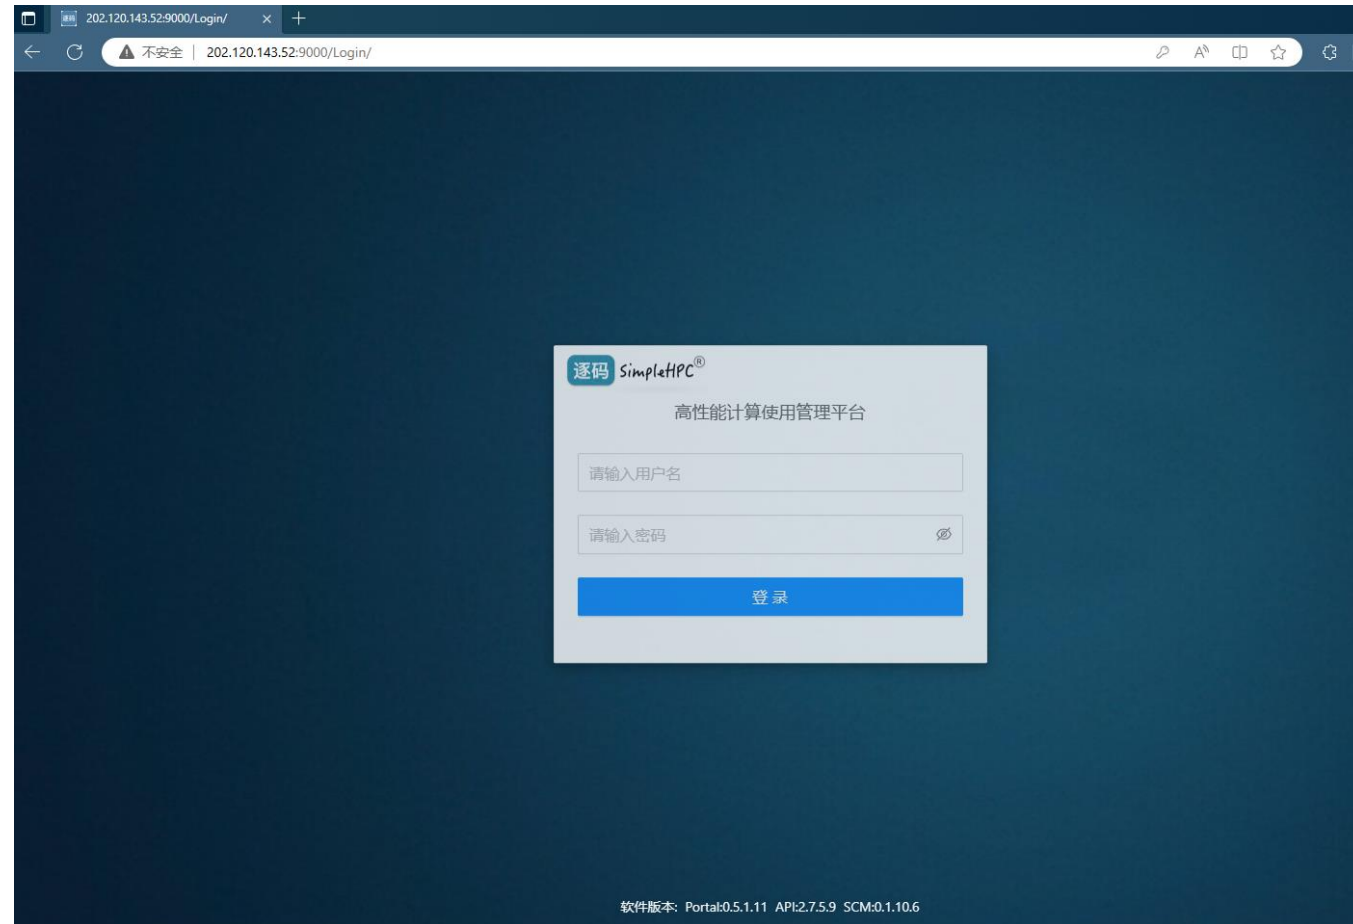 202.120.143.52:9000/Login/
不安全 | 202.120.143.52:9000/Login/
逐码 SimpleHPC®
高性能计算使用管理平台
请输入用户名
请输入密码
登录
软件版本: Portal:0.5.1.11 API:2.7.5.9 SCM:0.1.10.6